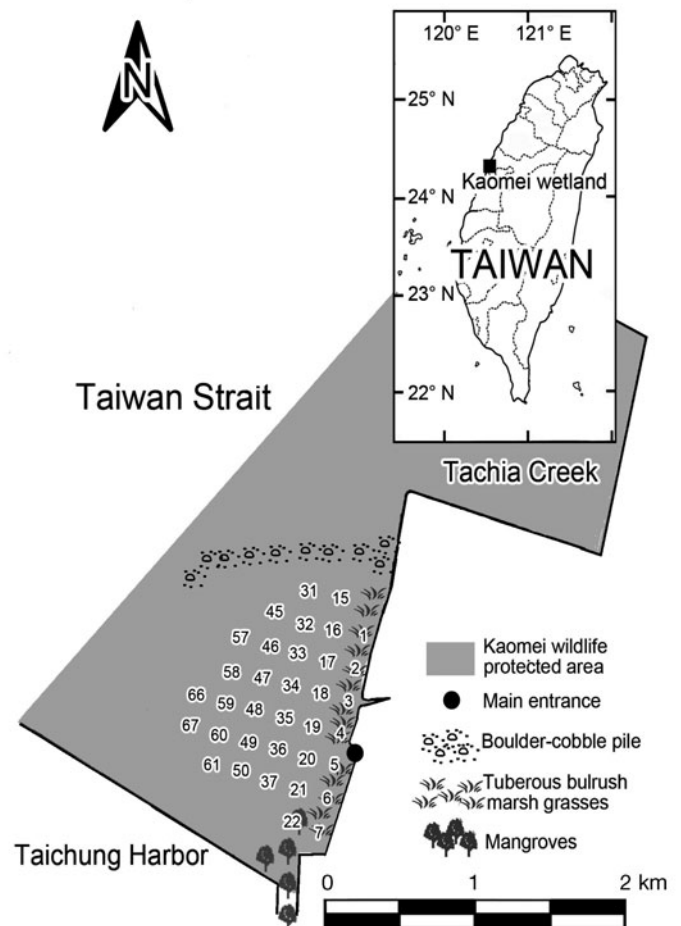 N
120° E 121° E
25° N
Kaomei wetland
24° N
TAIWAN
23° N
22° N
Taiwan Strait
Tachia Creek
31 15
45
32 16
57 1
46 33
17
2
58 47
34 18
66 3
59 48
35 19
67 4
60 49
36 20
61 5
50 37
21 6
22 7
Kaomei wildlife
protected area
Main entrance
Boulder-cobble pile
Tuberous bulrush
marsh grasses
Mangroves
Taichung Harbor
0 1 2 km